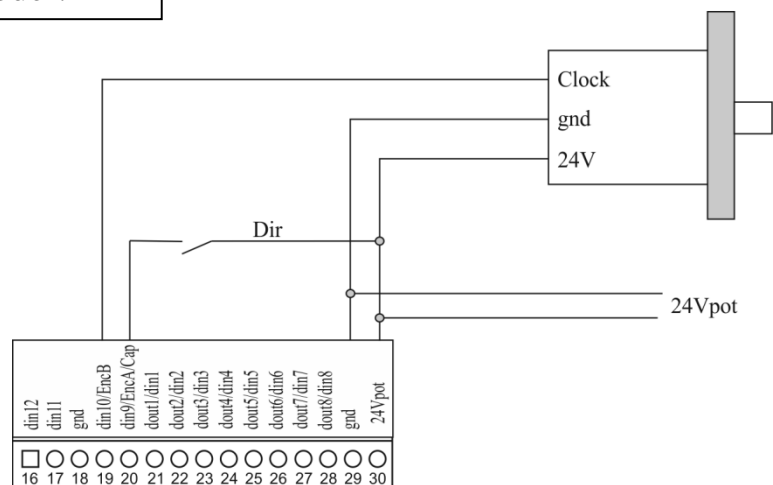 Clock
gnd
24V
Dir
24Vpot
din12
din11
gnd
din10/EncB
din9/EncA/Cap
dout1/din1
dout2/din2
dout3/din3
dout4/din4
dout5/din5
dout6/din6
dout7/din7
dout8/din8
gnd
24Vpot
16 17 18 19 20 21 22 23 24 25 26 27 28 29 30